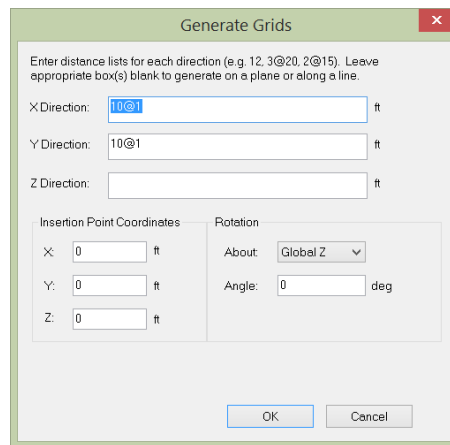 Generate Grids
Enter distance lists for each direction (e.g. 12, 3@20, 2@15). Leave
appropriate box(s) blank to generate on a plane or along a line.
X Direction: 10@1 ft
Y Direction: 10@1 ft
Z Direction: ft
Insertion Point Coordinates Rotation
X: 0 ft About: Global Z
Y: 0 ft Angle: 0 deg
Z: 0 ft
OK Cancel